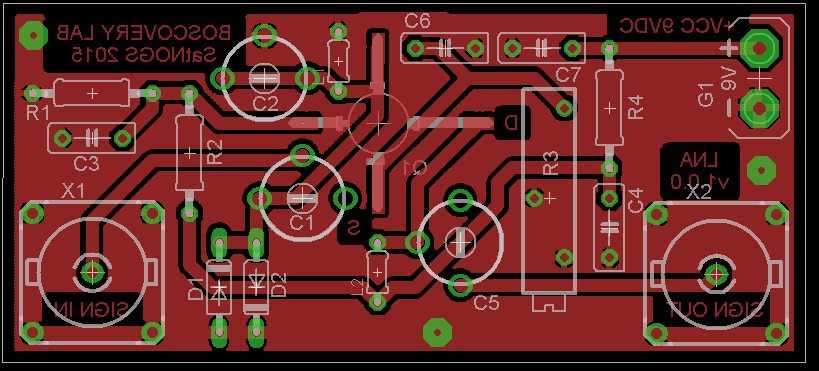 BOSCOVERY LAB
SatNOGS 2015
C6
+VCC 9VDC
C7
G1
9V
+
-
R1
C2
R4
C3
R2
D
R3
Q1
LNA
v1.0.0
X1
C1
S
C4
X2
D1
D2
L2
C5
SIGN IN
SIGN OUT